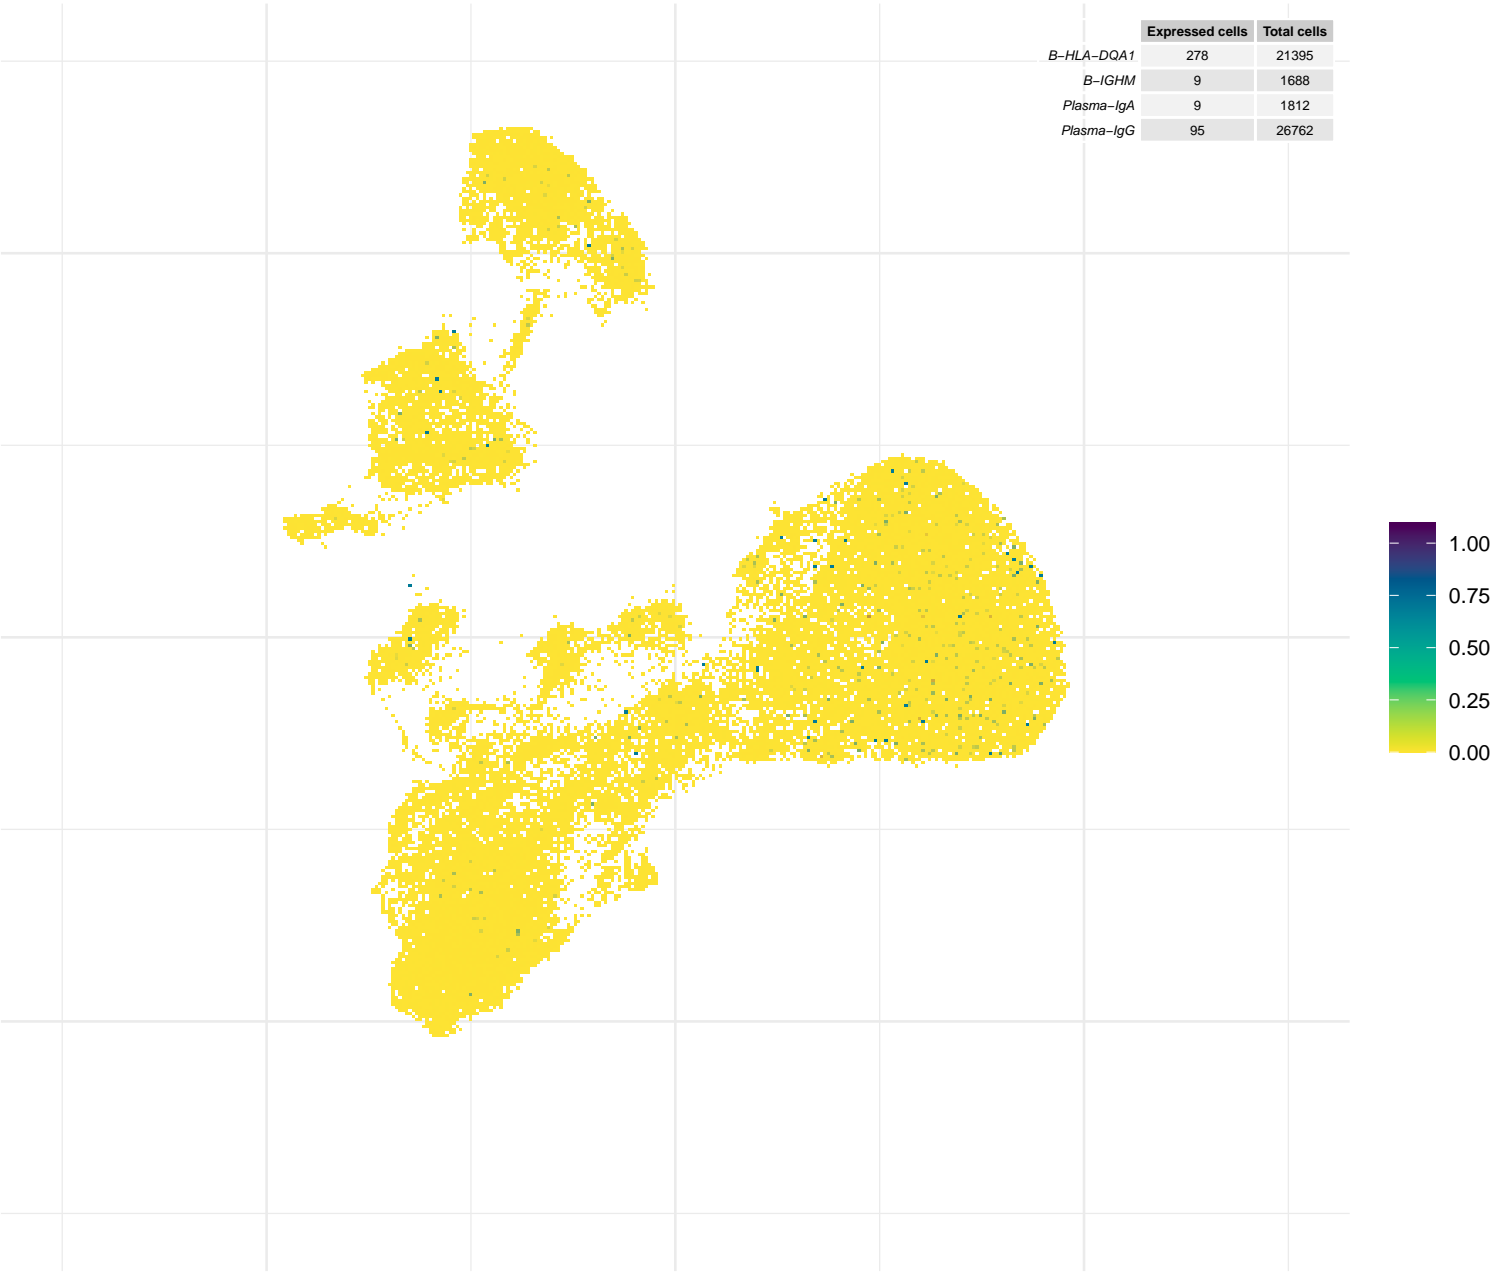 Expressed cells Total cells
B−HLA−DQA1 278 21395
B−IGHM 9 1688
Plasma−IgA 9 1812
Plasma−IgG 95 26762
1.00
0.75
0.50
0.25
0.00